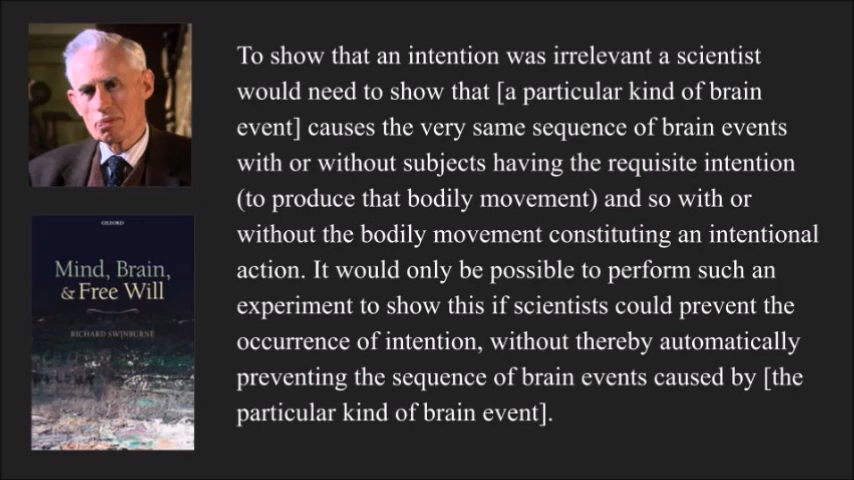 To show that an intention was irrelevant a scientist
would need to show that [a particular kind of brain
event] causes the very same sequence of brain events
with or without subjects having the requisite intention
(to produce that bodily movement) and so with or
without the bodily movement constituting an intentional
action. It would only be possible to perform such an
experiment to show this if scientists could prevent the
occurrence of intention, without thereby automatically
preventing the sequence of brain events caused by [the
particular kind of brain event].
OXFORD
Mind, Brain,
& Free Will
RICHARD SWINBURNE